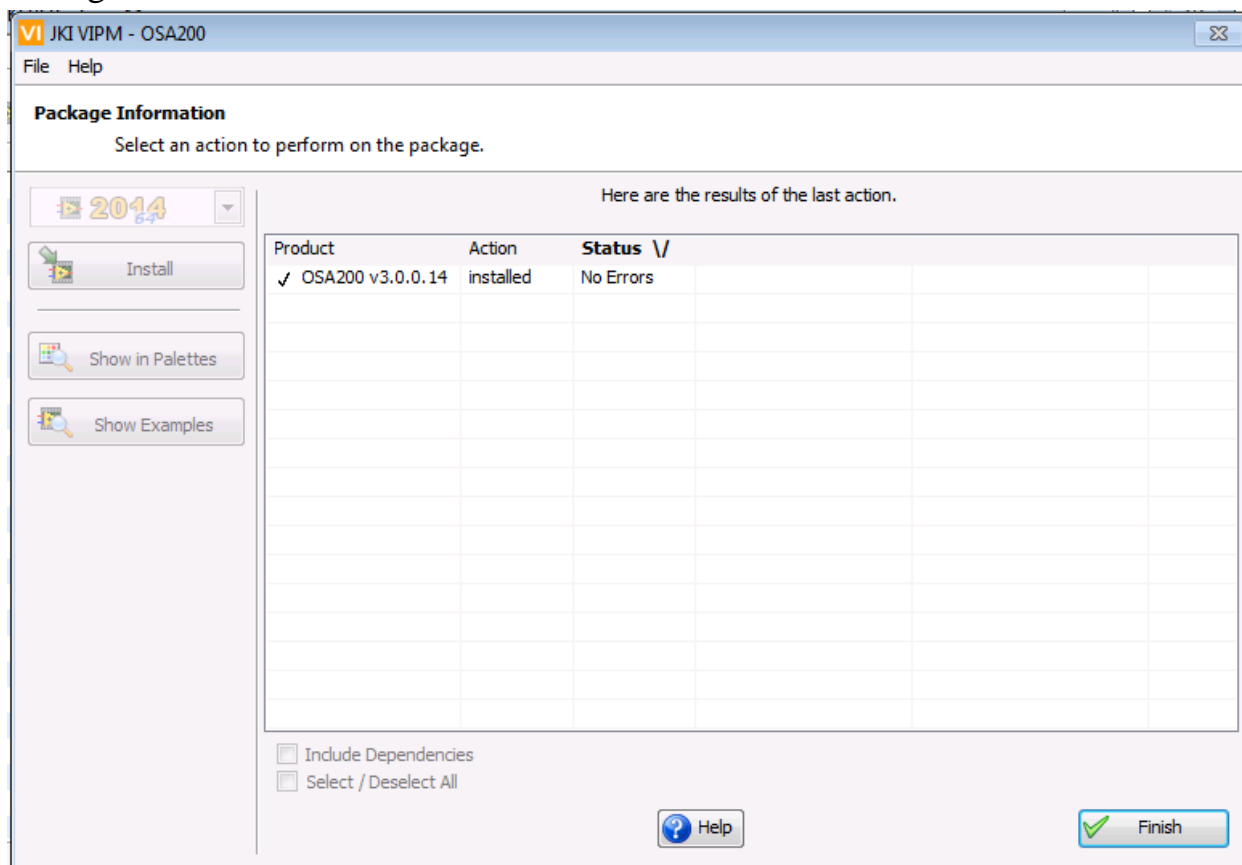 VI JKI VIPM - OSA200
File Help
Package Information
Select an action to perform on the package.
2014
64
Install
Show in Palettes
Show Examples
Here are the results of the last action.
Product Action Status \/
✓ OSA200 v3.0.0.14 installed No Errors
Include Dependencies
Select / Deselect All
? Help
Finish